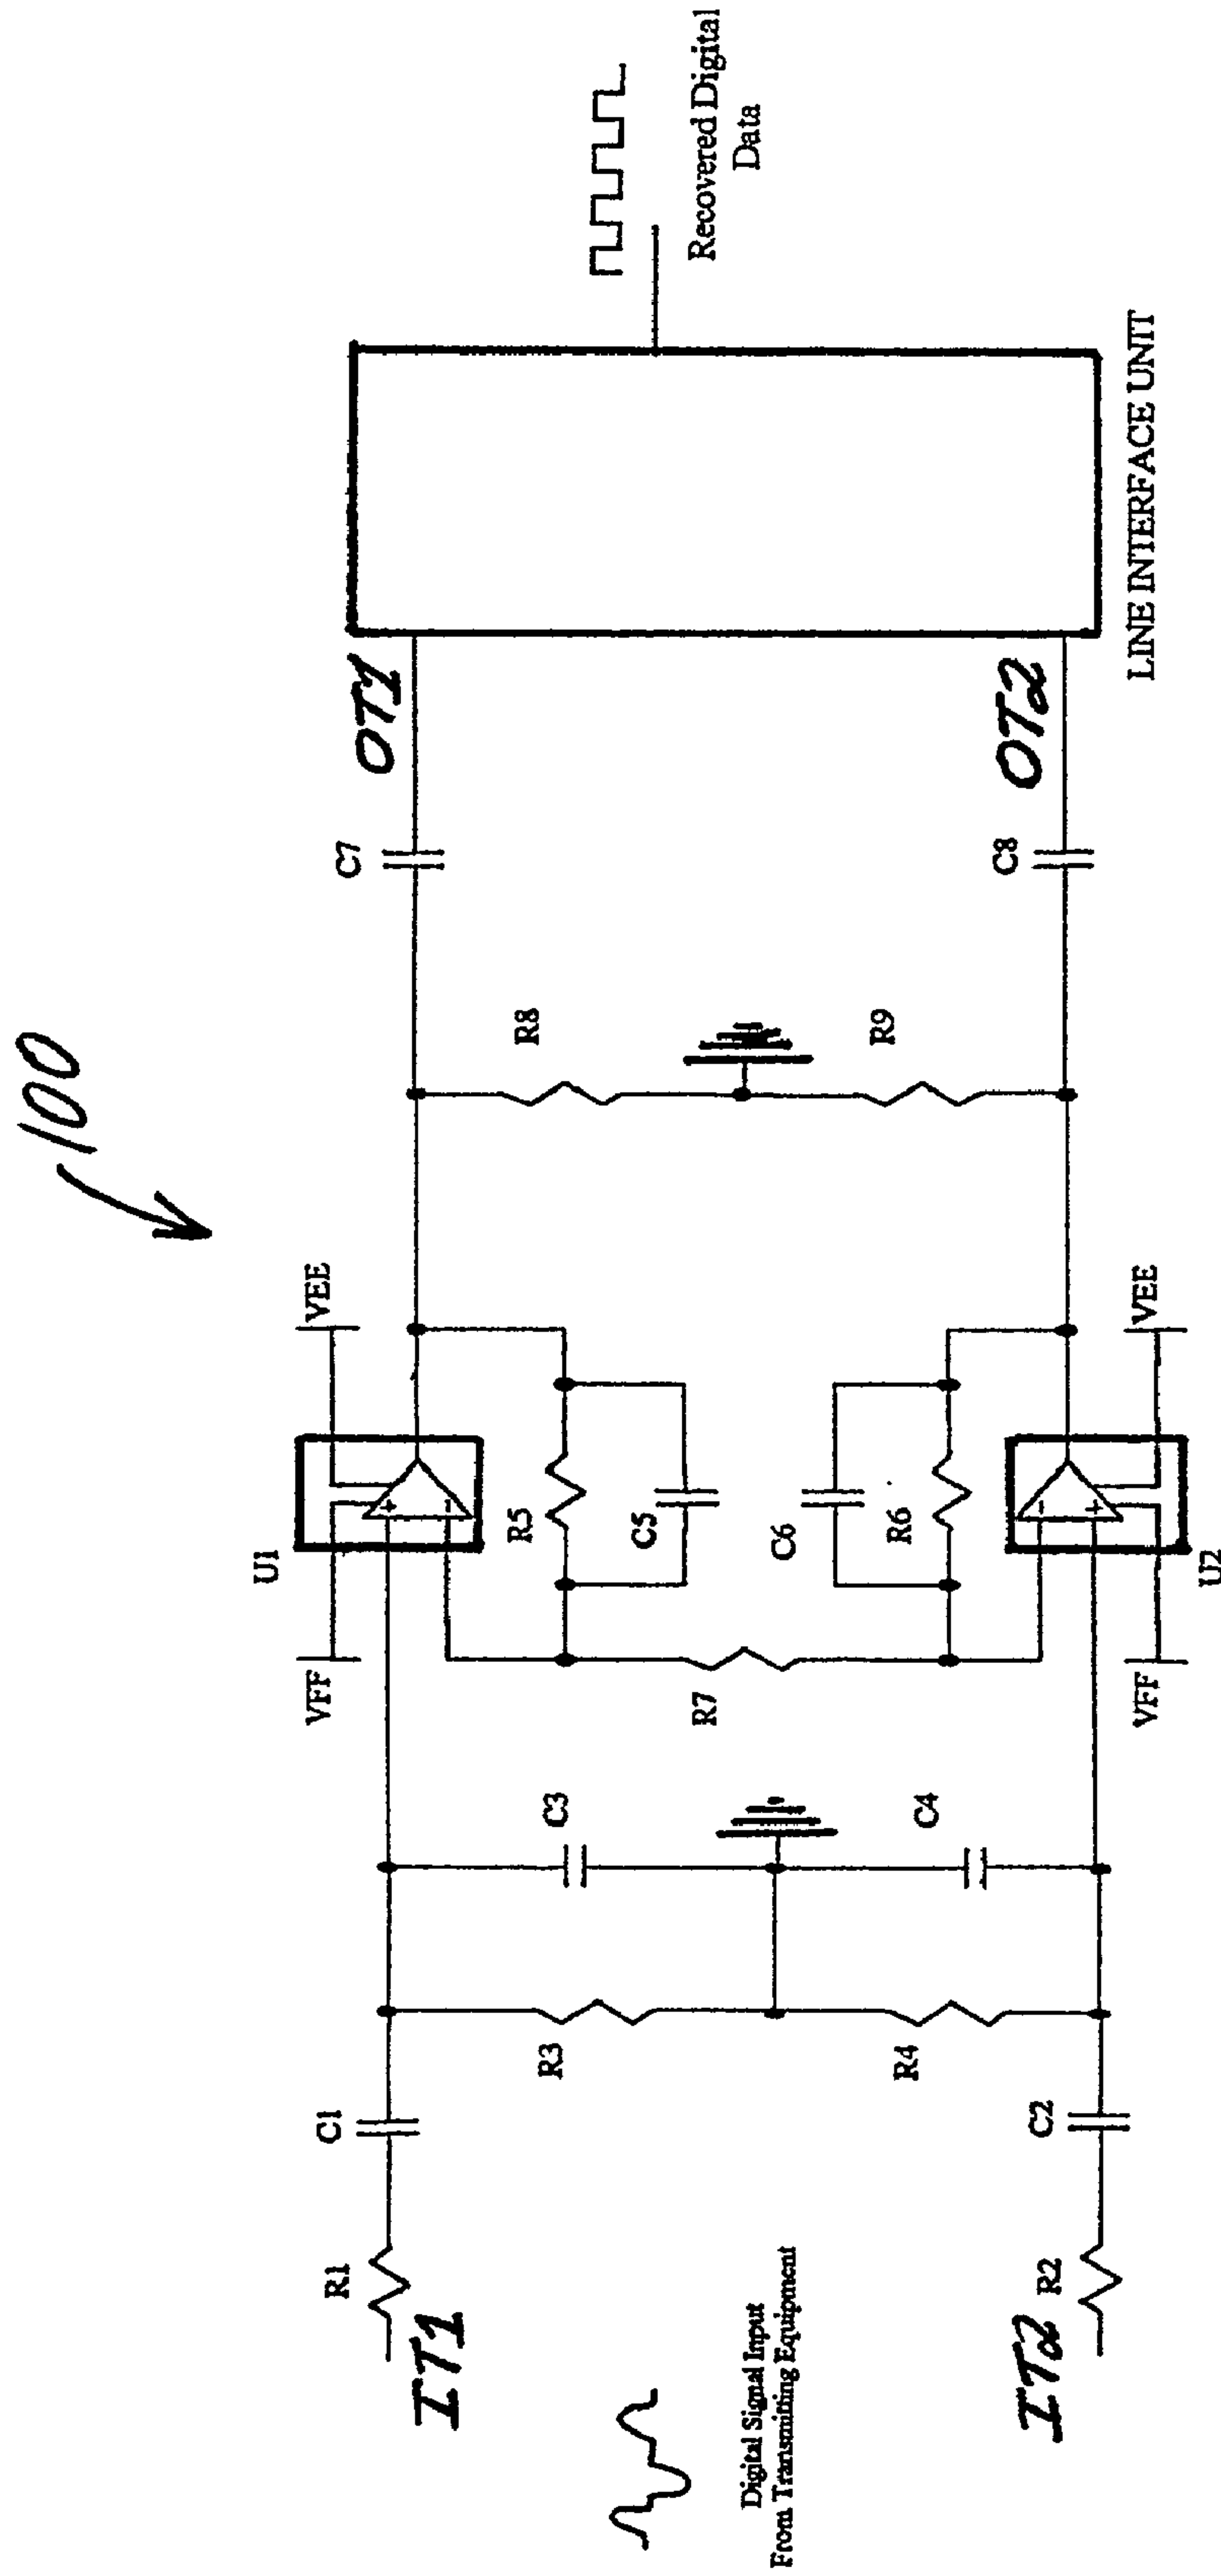 100
U1
VFF
VEE
R1
C1
IT1
R3
C3
R5
C5
R7
C6
R6
R8
R9
C7
OT1
Digital Signal Input
From Transmitting Equipment
Recovered Digital
Data
R4
C4
IT2
R2
C2
VFF
VEE
U2
C8
OT2
LINE INTERFACE UNIT
+
-
-
+